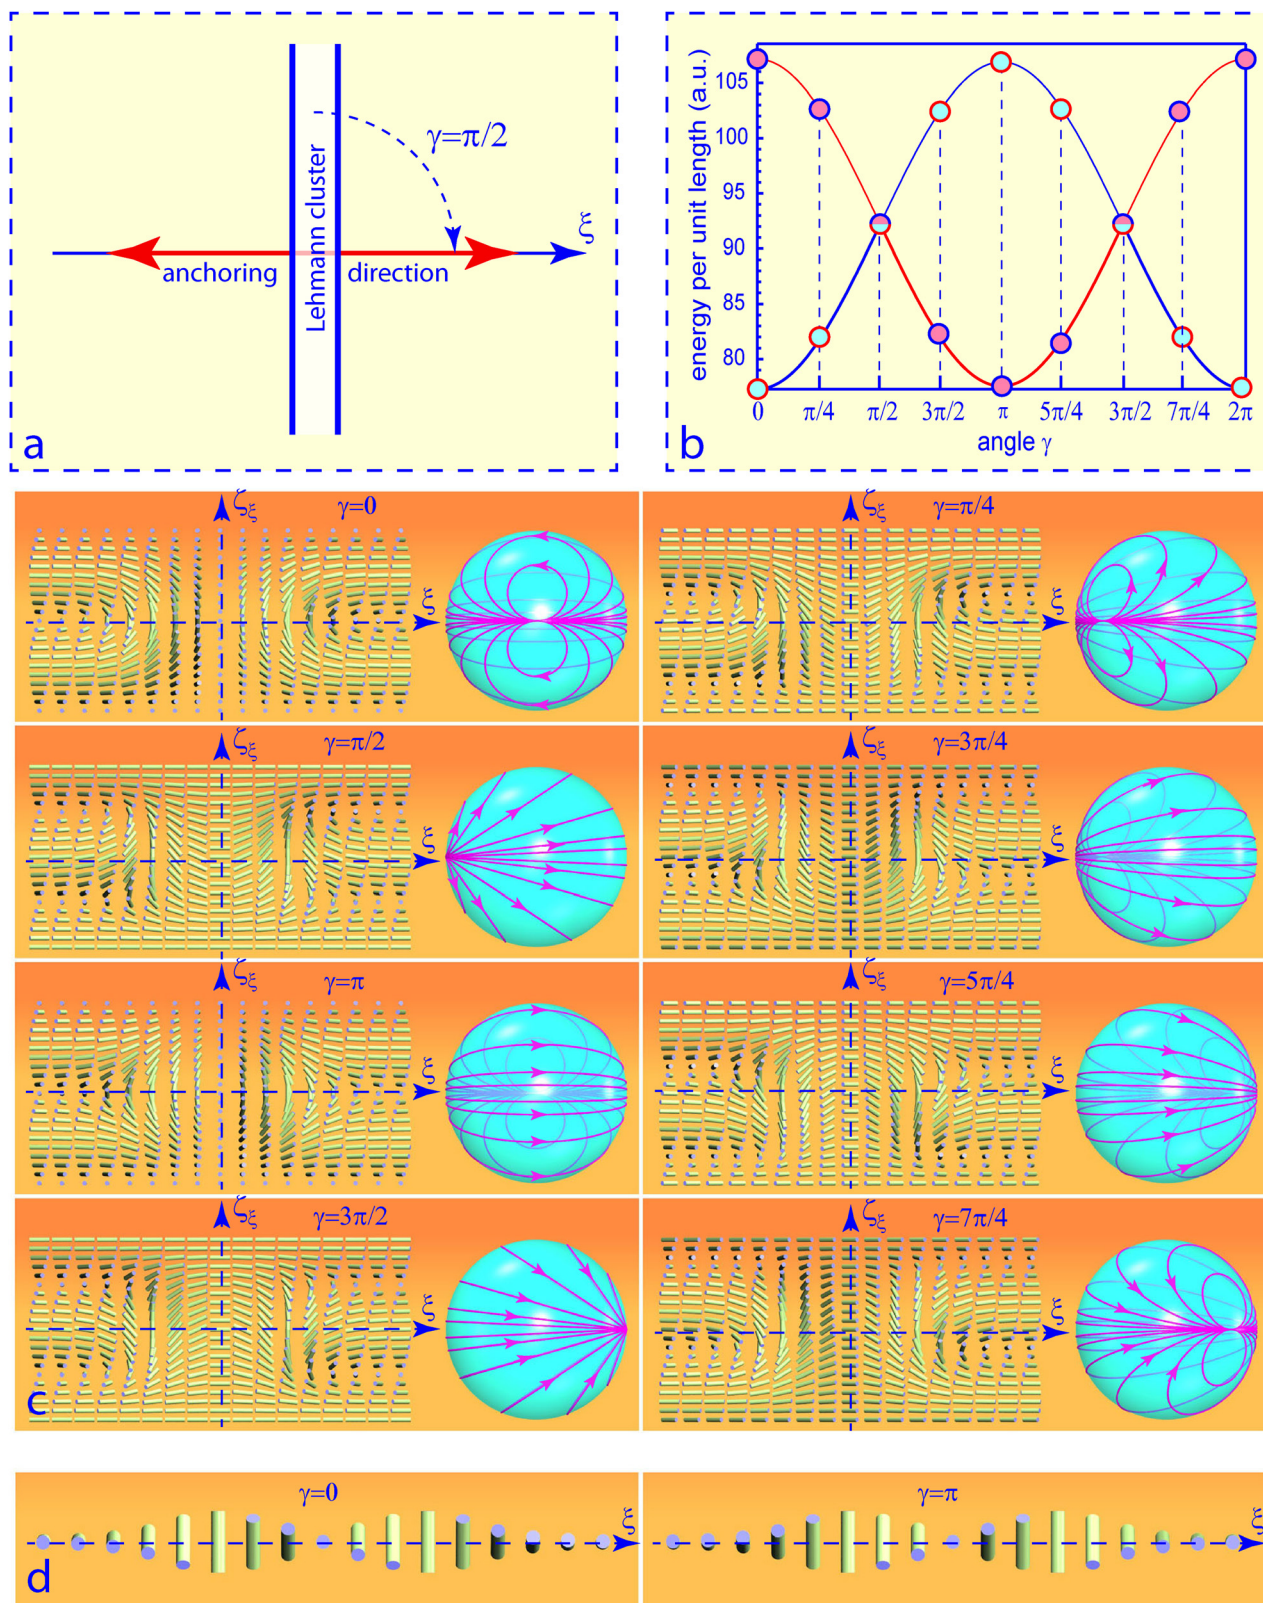 γ=π/2
Lehmann cluster
ξ
anchoring direction
a
energy per unit length (a.u.)
105
100
95
90
85
80
0 π/4 π/2 3π/2 π 5π/4 3π/2 7π/4 2π
angle γ
b
ζξ γ=0 ξ
ζξ γ=π/4 ξ
ζξ γ=π/2 ξ
ζξ γ=3π/4 ξ
ζξ γ=π ξ
ζξ γ=5π/4 ξ
ζξ γ=3π/2 ξ
ζξ γ=7π/4 ξ
c
γ=0 ξ
γ=π ξ
d